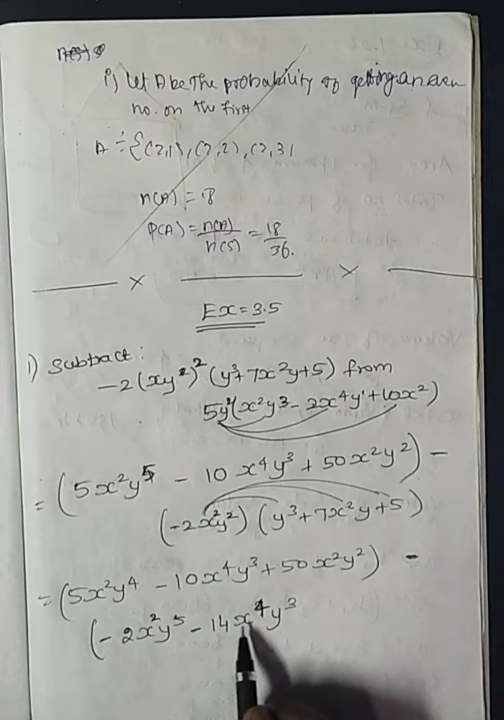 i) Let A be the probability of getting an even
no. on the first
A = {(2,1), (2,2), (2,31
n(A) = 18
P(A) = n(A)/n(S) = 18/36.
x x
Ex = 3.5
1) Subtract:
-2(xy²)² (y³+7x²y+5) from
5y²(x²y³ - 2x⁴y + 10x²)
= (5x²y⁵ - 10x⁴y³ + 50x²y²) -
(-2x²y²) (y³+7x²y+5)
= (5x²y⁴ - 10x⁴y³ + 50x²y²) -
(-2x²y⁵ - 14x⁴y³